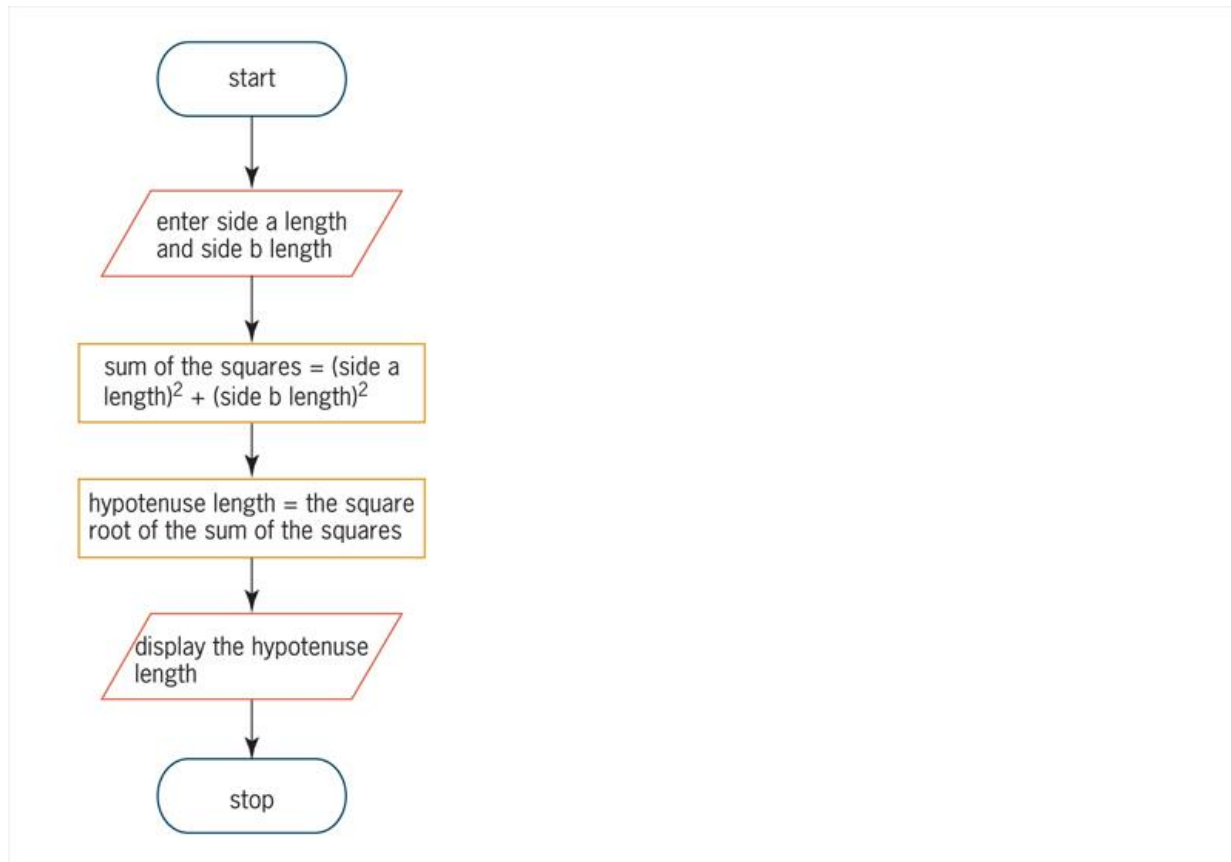 start
enter side a length
and side b length
sum of the squares = (side a
length)² + (side b length)²
hypotenuse length = the square
root of the sum of the squares
display the hypotenuse
length
stop